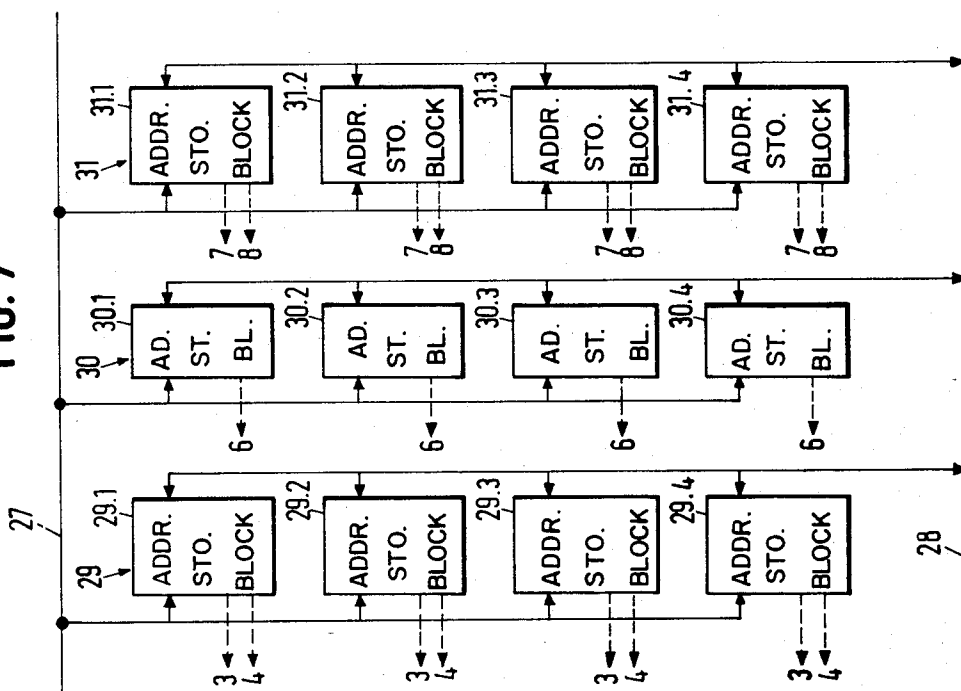 FIG. 7
27
29
29.1
ADDR.
STO.
BLOCK
3
4
29.2
ADDR.
STO.
BLOCK
3
4
29.3
ADDR.
STO.
BLOCK
3
4
29.4
ADDR.
STO.
BLOCK
3
4
30
30.1
AD.
ST.
BL.
6
30.2
AD.
ST.
BL.
6
30.3
AD.
ST.
BL.
6
30.4
AD.
ST.
BL.
6
31
31.1
ADDR.
STO.
BLOCK
7
8
31.2
ADDR.
STO.
BLOCK
7
8
31.3
ADDR.
STO.
BLOCK
7
8
31.4
ADDR.
STO.
BLOCK
7
8
28